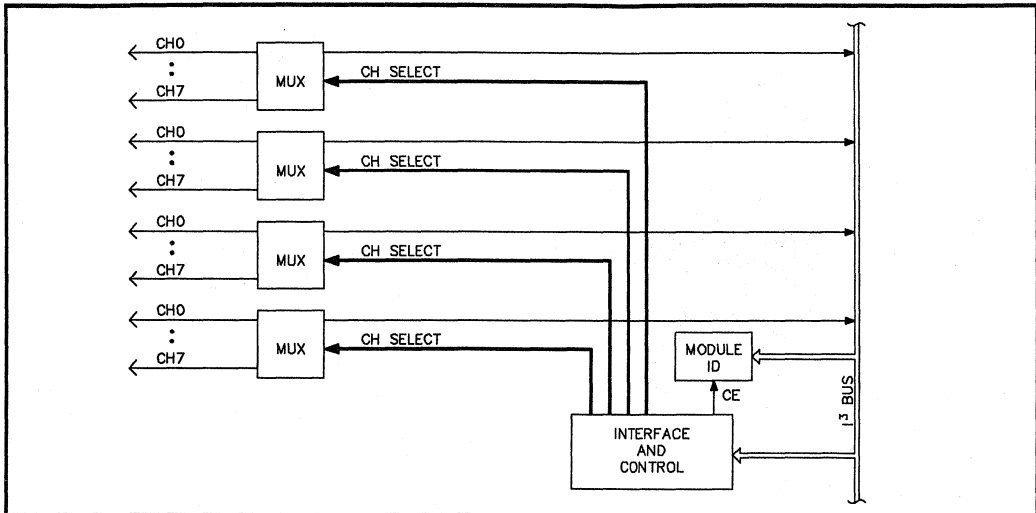 CH0
CH SELECT
MUX
CH7
CH0
CH SELECT
MUX
CH7
CH0
CH SELECT
MUX
CH7
CH0
CH SELECT
MUX
CH7
MODULE
ID
CE
I³ BUS
INTERFACE
AND
CONTROL